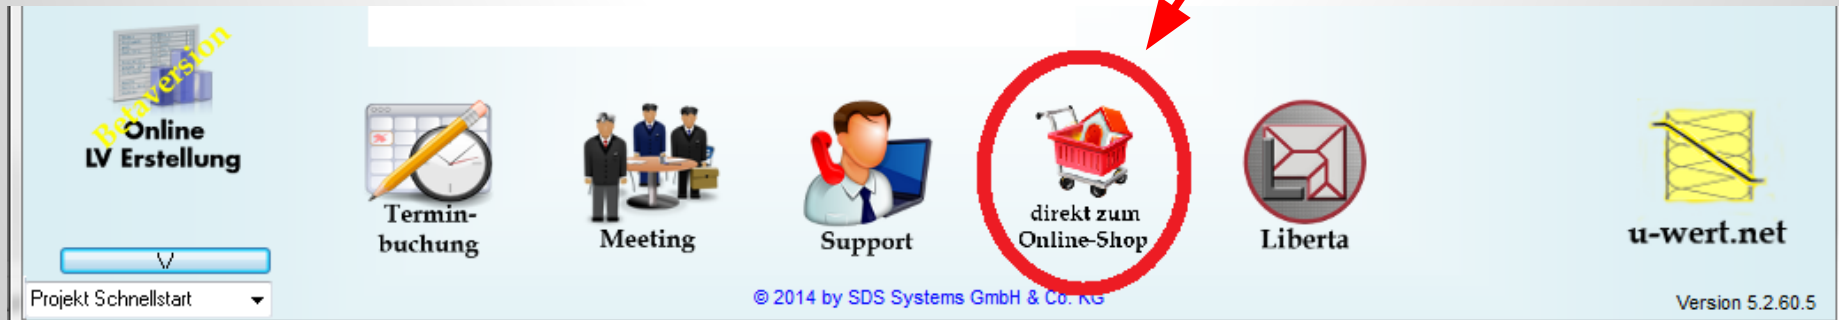 Betaversion
Online
LV Erstellung
Termin-
buchung
Meeting
Support
direkt zum
Online-Shop
Liberta
u-wert.net
V
Projekt Schnellstart
© 2014 by SDS Systems GmbH & Co. KG
Version 5.2.60.5